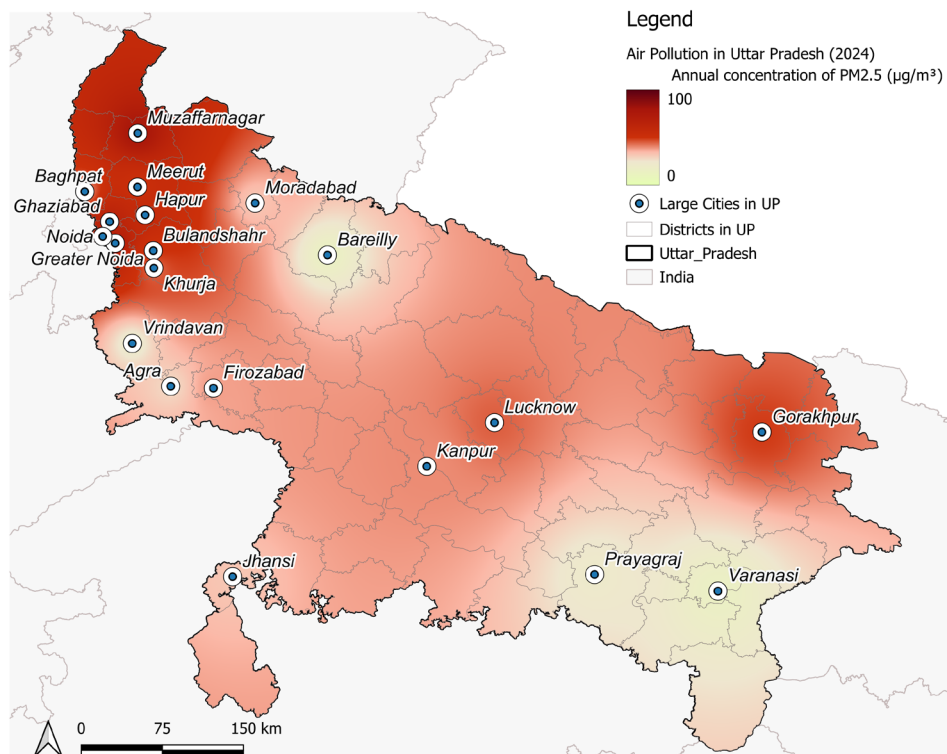 Legend
Air Pollution in Uttar Pradesh (2024)
Annual concentration of PM2.5 (µg/m³)
100
0
Large Cities in UP
Districts in UP
Uttar_Pradesh
India
Muzaffarnagar
Meerut
Baghpat
Hapur
Ghaziabad
Moradabad
Noida
Bulandshahr
Bareilly
Greater Noida
Khurja
Vrindavan
Agra
Firozabad
Lucknow
Gorakhpur
Kanpur
Jhansi
Prayagraj
Varanasi
0 75 150 km